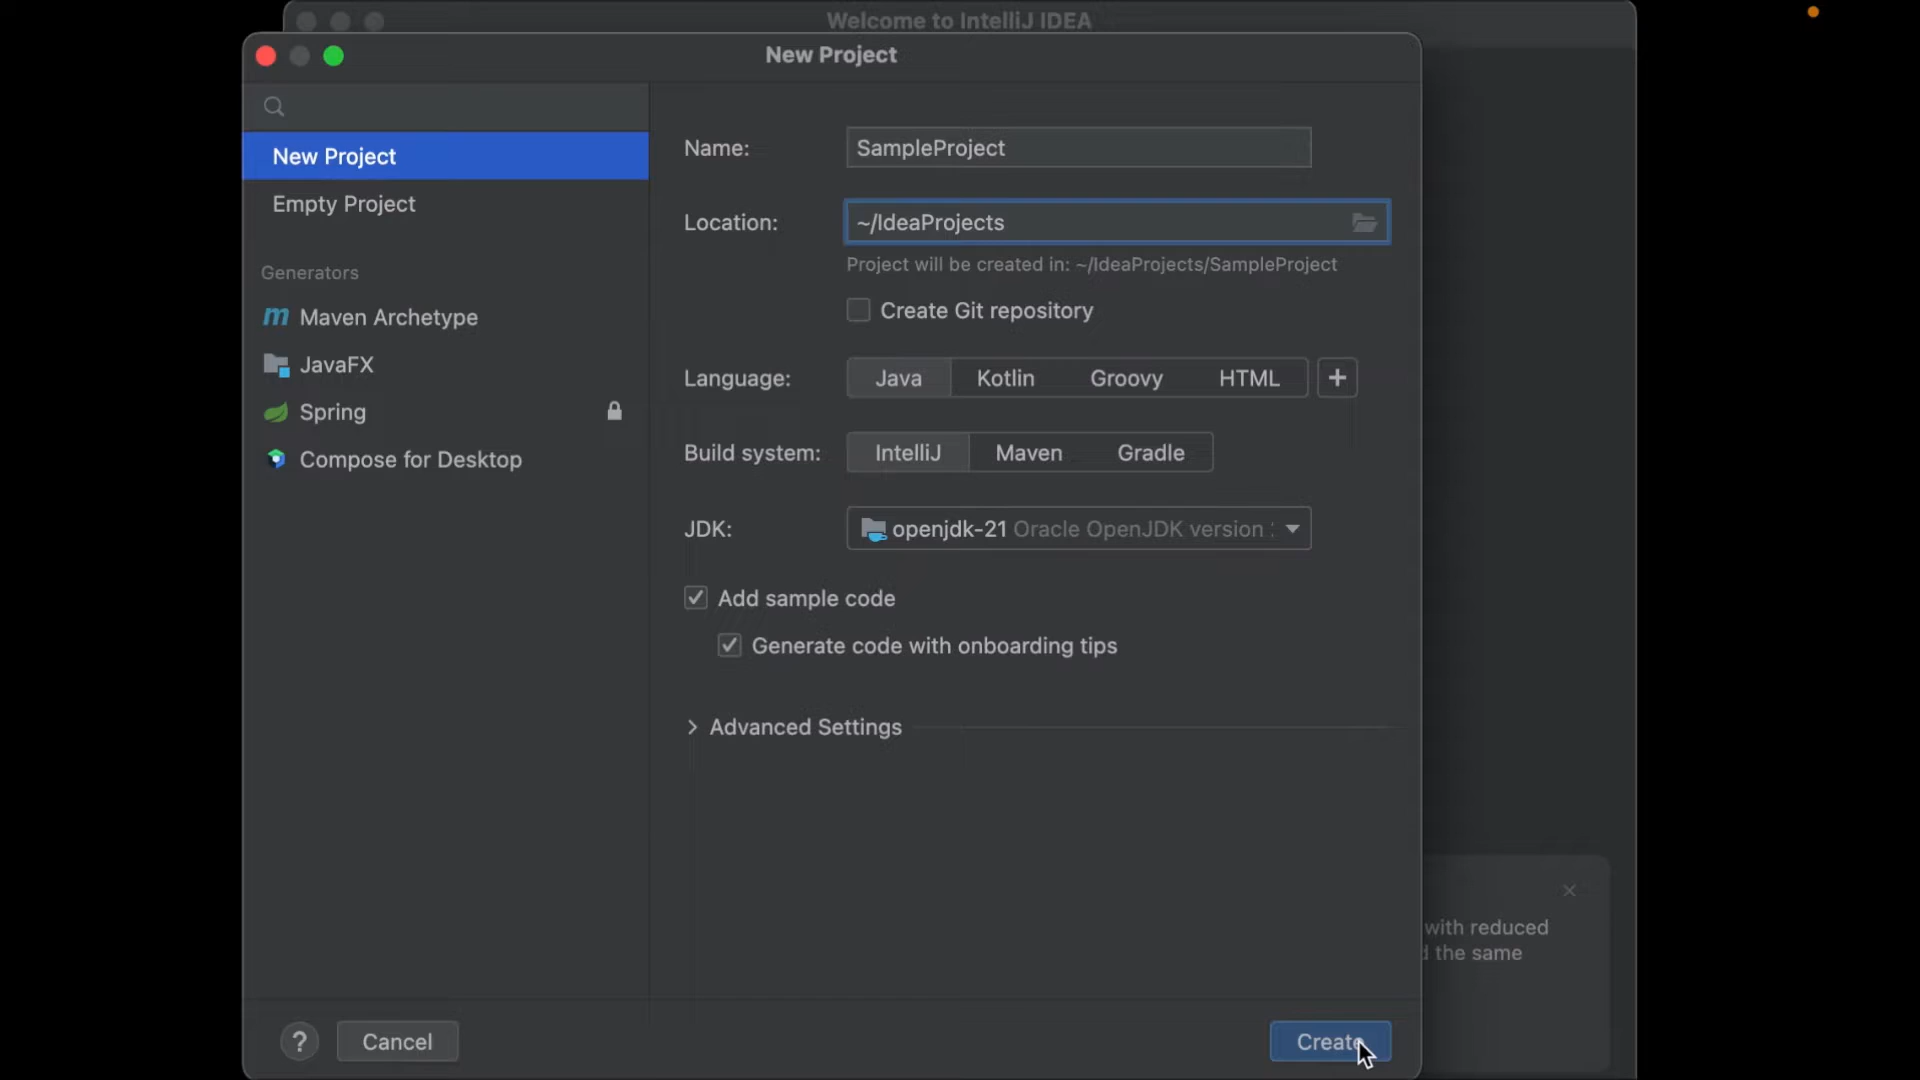 Welcome to IntelliJ IDEA
New Project
New Project
Empty Project
Generators
Maven Archetype
JavaFX
Spring
Compose for Desktop
Name: SampleProject
Location: ~/IdeaProjects
Project will be created in: ~/IdeaProjects/SampleProject
Create Git repository
Language: Java Kotlin Groovy HTML +
Build system: IntelliJ Maven Gradle
JDK: openjdk-21 Oracle OpenJDK version
Add sample code
Generate code with onboarding tips
Advanced Settings
with reduced
the same
? Cancel Create